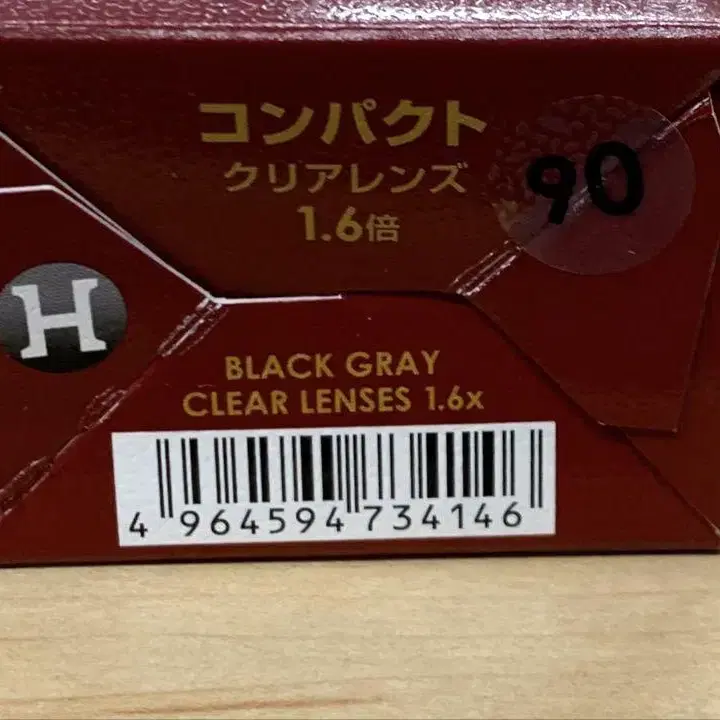 コンパクト
クリアレンズ
1.6倍
90
H
BLACK GRAY
CLEAR LENSES 1.6x
4 964594 734146